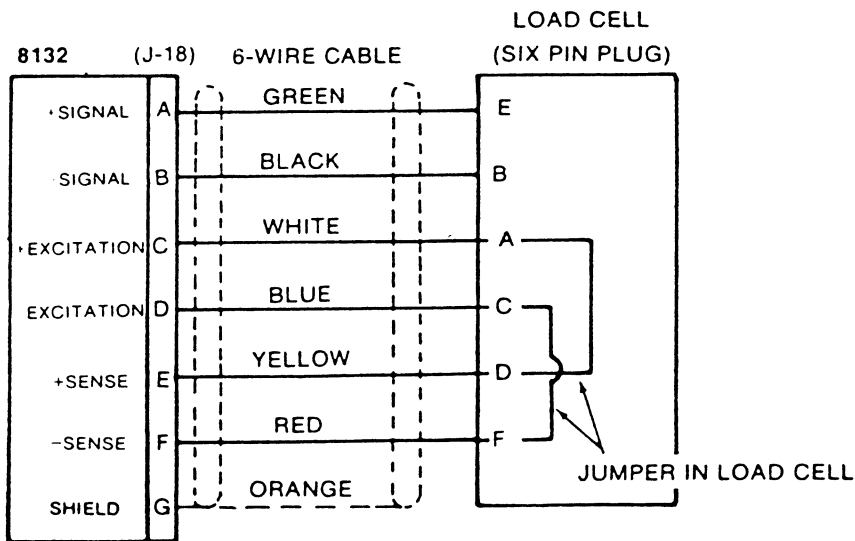 LOAD CELL
8132 (J-18) 6-WIRE CABLE (SIX PIN PLUG)
+SIGNAL A GREEN E
-SIGNAL B BLACK B
+EXCITATION C WHITE A
EXCITATION D BLUE C
+SENSE E YELLOW D
-SENSE F RED F
JUMPER IN LOAD CELL
SHIELD G ORANGE